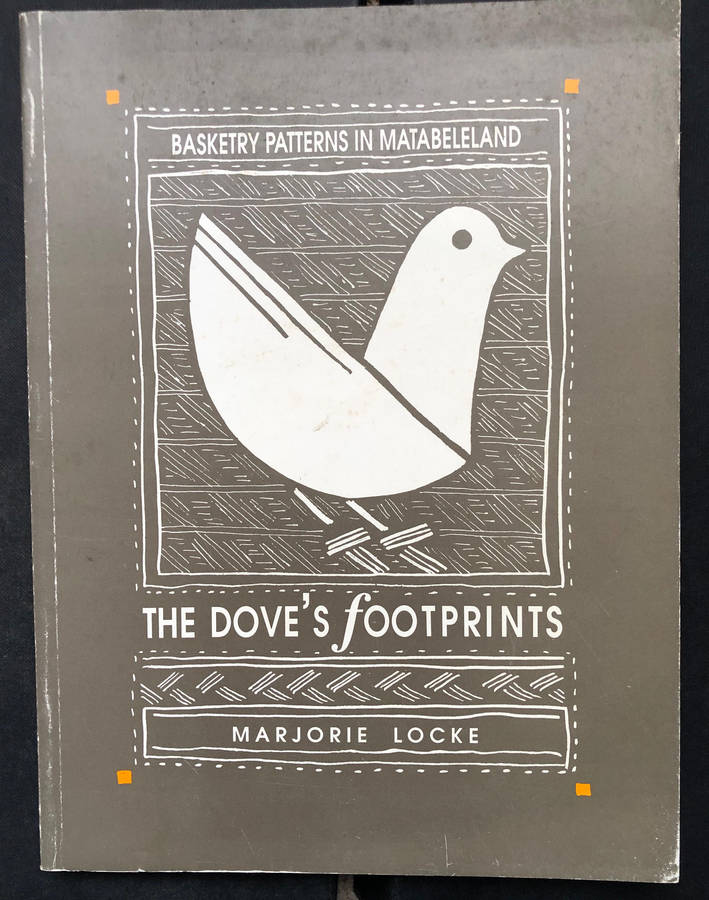 BASKETRY PATTERNS IN MATABELELAND
THE DOVE'S fOOTPRINTS
MARJORIE LOCKE